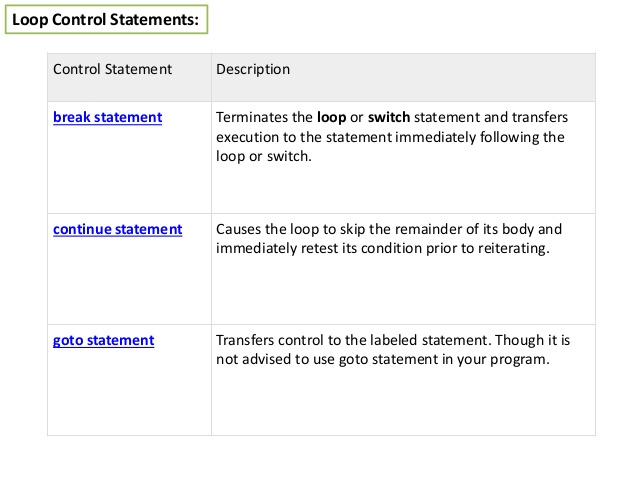 Loop Control Statements:
Control Statement
Description
break statement
Terminates the loop or switch statement and transfers
execution to the statement immediately following the
loop or switch.
continue statement
Causes the loop to skip the remainder of its body and
immediately retest its condition prior to reiterating.
goto statement
Transfers control to the labeled statement. Though it is
not advised to use goto statement in your program.